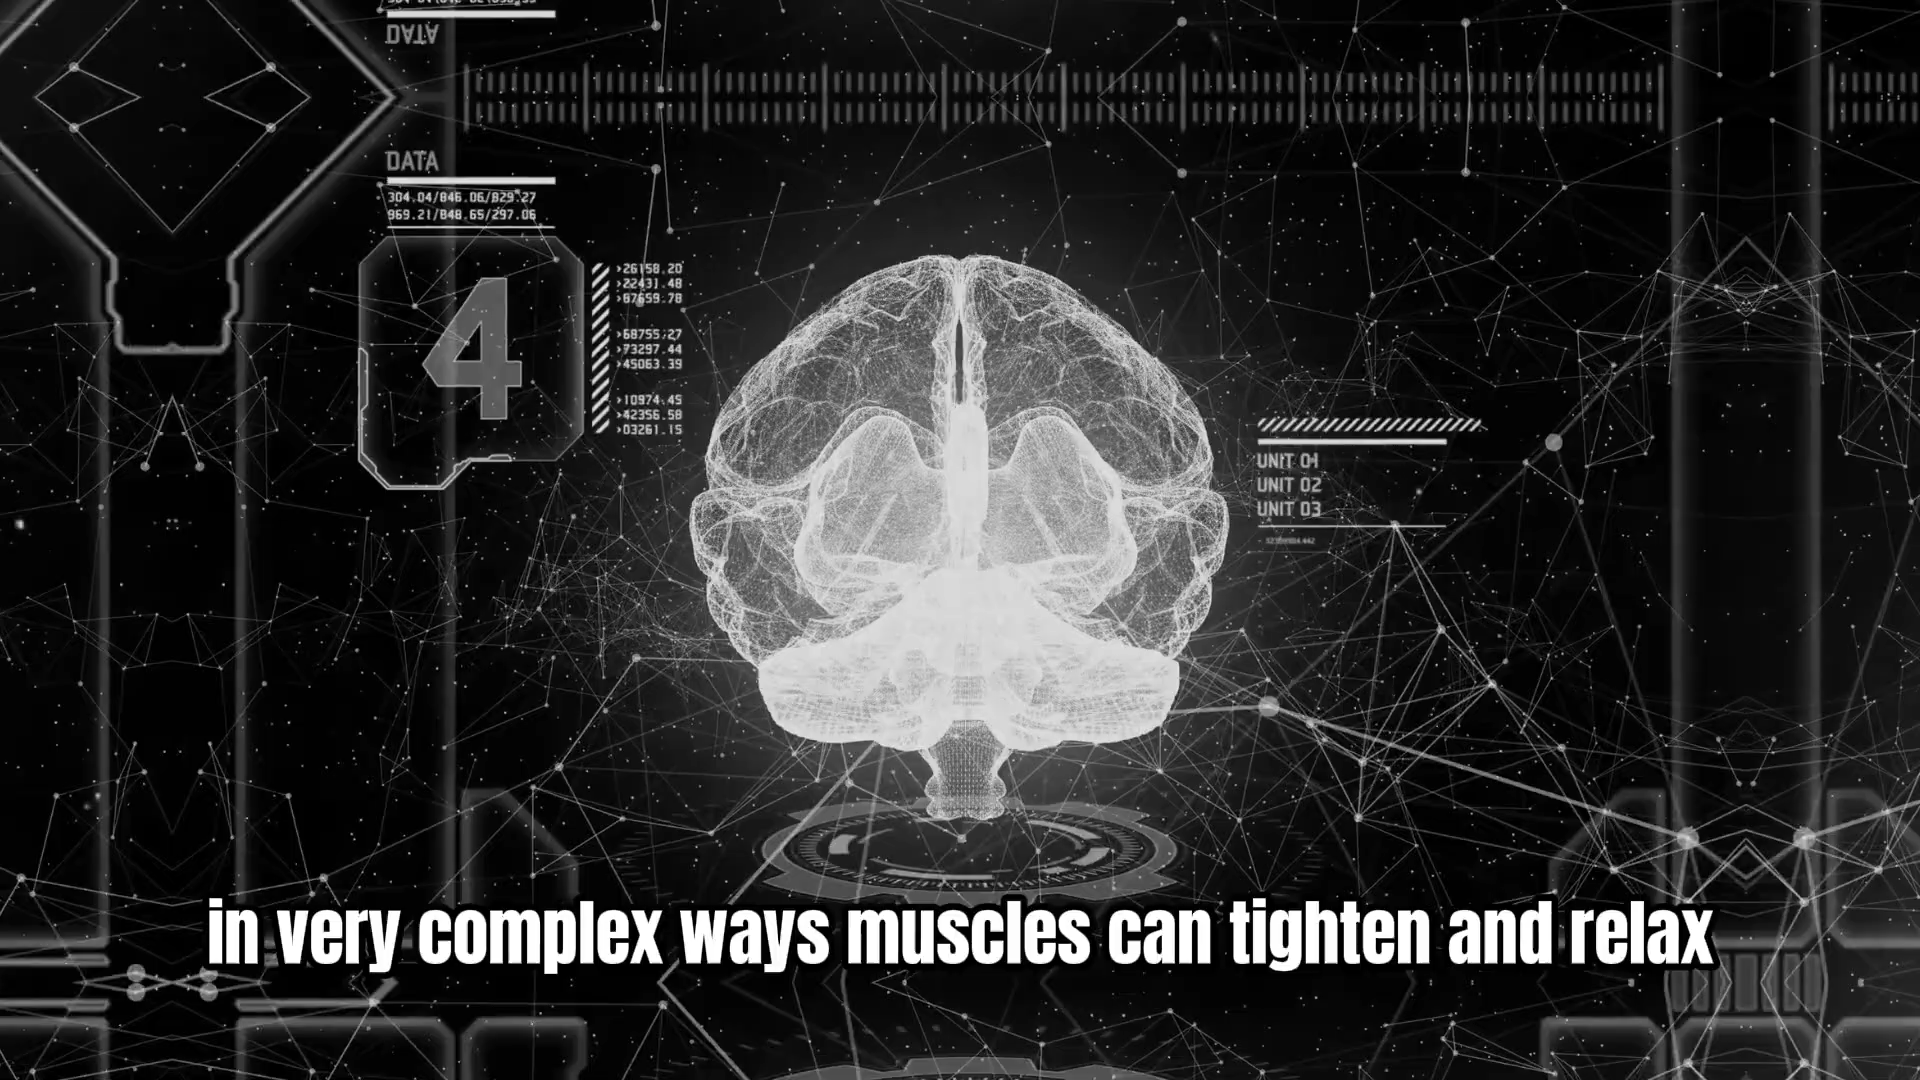 DATA
DATA
304.04/846.06/829.27
969.21/848.65/297.06
4
>26158.20
>22431.48
>87659.78
>68755.27
>73297.44
>45063.39
>10974.45
>42356.58
>03261.15
UNIT 01
UNIT 02
UNIT 03
in very complex ways muscles can tighten and relax